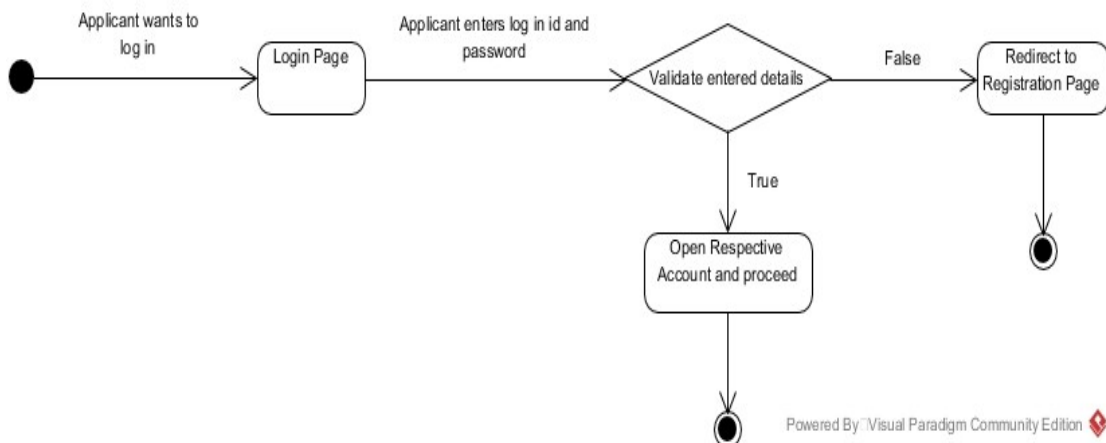 Applicant wants to
log in
Login Page
Applicant enters log in id and
password
Validate entered details
False
Redirect to
Registration Page
True
Open Respective
Account and proceed
Powered By Visual Paradigm Community Edition